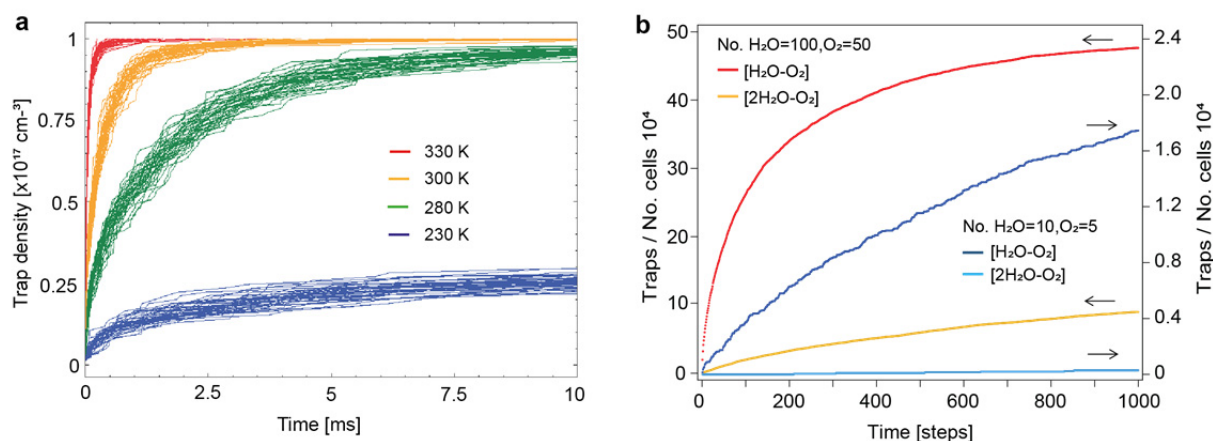 a
Trap density [x10¹⁷ cm⁻³]
1
0.75
0.5
0.25
0
330 K
300 K
280 K
230 K
0
2.5
5
7.5
10
Time [ms]
b
Traps / No. cells 10⁴
50
40
30
20
10
0
No. H₂O=100,O₂=50
[H₂O-O₂]
[2H₂O-O₂]
No. H₂O=10,O₂=5
[H₂O-O₂]
[2H₂O-O₂]
2.4
2.0
1.6
1.2
0.8
0.4
0
Traps / No. cells 10⁴
0
200
400
600
800
1000
Time [steps]